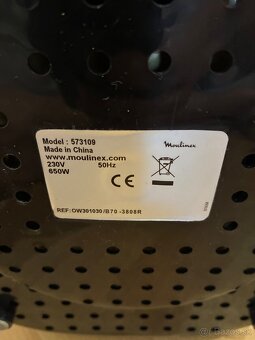 Model : 573109
Moulinex
Made in China
www.moulinex.com
230V 50Hz
650W
CE
REF: OW301030/B70 -3808R